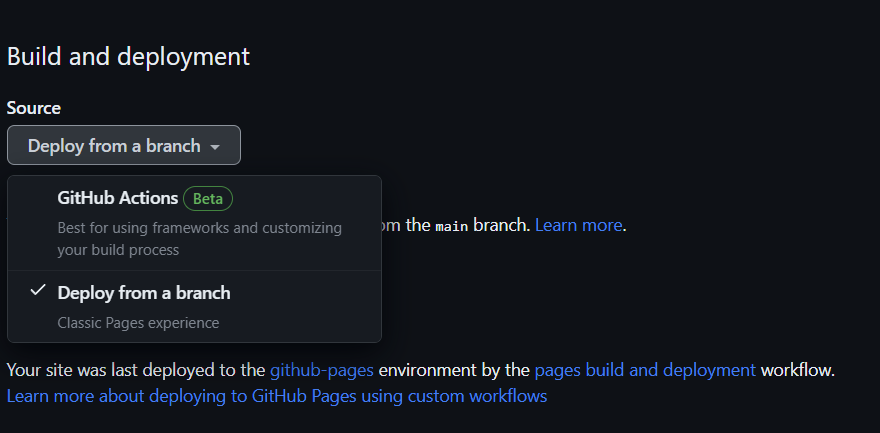 Build and deployment
Source
Deploy from a branch
GitHub Actions Beta
Best for using frameworks and customizing
your build process
om the main branch. Learn more.
Deploy from a branch
Classic Pages experience
Your site was last deployed to the github-pages environment by the pages build and deployment workflow.
Learn more about deploying to GitHub Pages using custom workflows